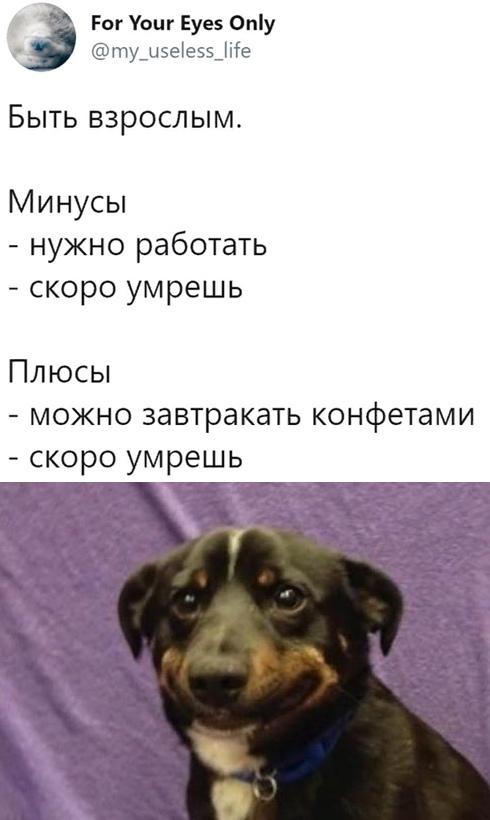 For Your Eyes Only
@my_useless_life
Быть взрослым.
Минусы
- нужно работать
- скоро умрешь
Плюсы
- можно завтракать конфетами
- скоро умрешь